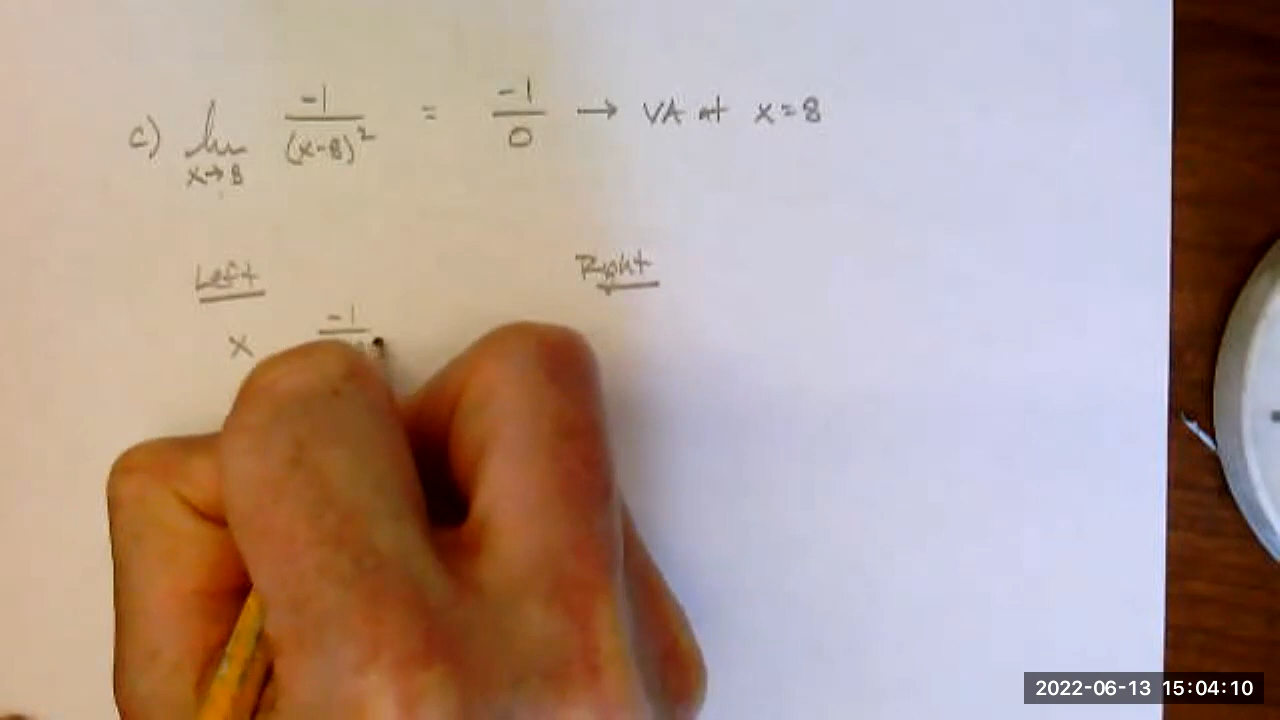 c) lim x→8 -1/(x-8)² = -1/0 → VA at x=8
Left Right
x -1/
2022-06-13 15:04:10